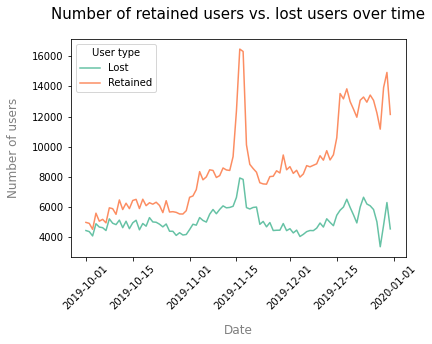 Number of retained users vs. lost users over time
User type
Lost
Retained
16000
14000
12000
10000
8000
6000
4000
Number of users
2019-10-01
2019-10-15
2019-11-01
2019-11-15
2019-12-01
2019-12-15
2020-01-01
Date